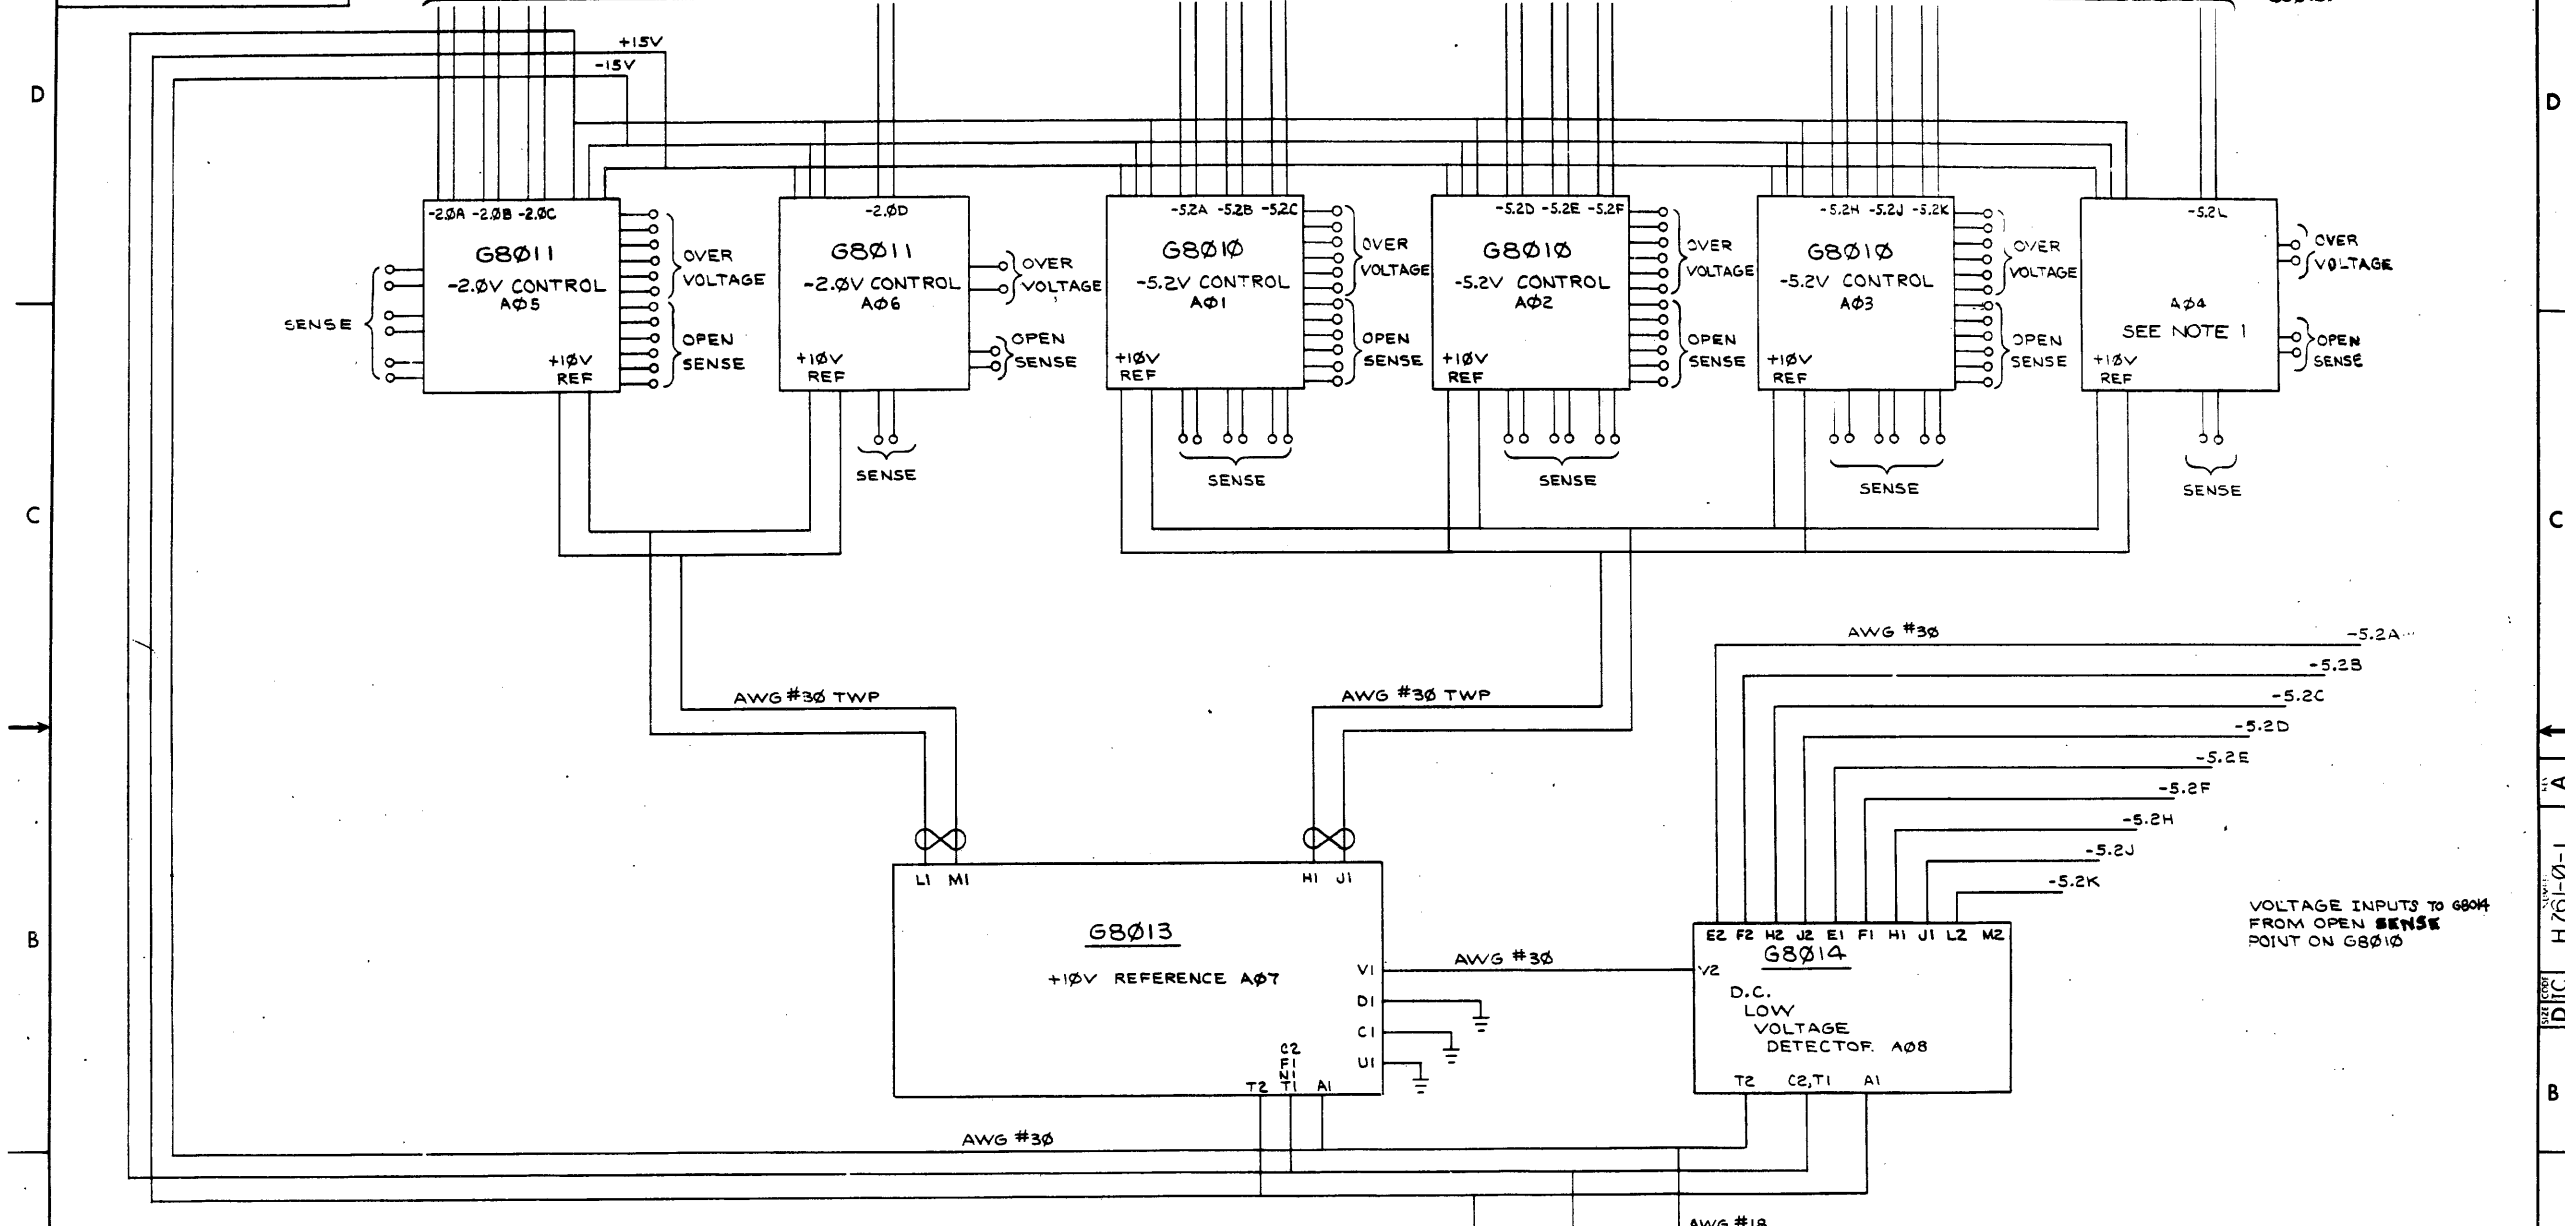 +15V
-15V
D
D
-2.ØA -2.ØB -2.ØC
G8Ø11
-2.ØV CONTROL
AØ5
+1ØV
REF
SENSE
OVER
VOLTAGE
OPEN
SENSE
-2.ØD
G8Ø11
-2.ØV CONTROL
AØ6
+1ØV
REF
OVER
VOLTAGE
OPEN
SENSE
SENSE
-5.2A -5.2B -5.2C
G8Ø1Ø
-5.2V CONTROL
AØ1
+1ØV
REF
OVER
VOLTAGE
OPEN
SENSE
SENSE
-5.2D -5.2E -5.2F
G8Ø1Ø
-5.2V CONTROL
AØ2
+1ØV
REF
OVER
VOLTAGE
OPEN
SENSE
SENSE
-5.2H -5.2J -5.2K
G8Ø1Ø
-5.2V CONTROL
AØ3
+1ØV
REF
OVER
VOLTAGE
OPEN
SENSE
SENSE
-5.2L
AØ4
SEE NOTE 1
+1ØV
REF
OVER
VOLTAGE
OPEN
SENSE
SENSE
C
C
AWG #3Ø
-5.2A
-5.2B
-5.2C
-5.2D
-5.2E
-5.2F
-5.2H
-5.2J
-5.2K
AWG #3Ø TWP
AWG #3Ø TWP
L1 M1
H1 J1
G8Ø13
+1ØV REFERENCE AØ7
V1
D1
C1
U1
C2
F1
N1
T2 T1 A1
AWG #3Ø
E2 F2 H2 J2 E1 F1 H1 J1 L2 M2
G8Ø14
V2
D.C.
LOW
VOLTAGE
DETECTOR AØ8
T2 C2,T1 A1
VOLTAGE INPUTS TO G8Ø14
FROM OPEN SENSE
POINT ON G8Ø1Ø
B
B
AWG #3Ø
AWG #18
REV
A
H761-Ø-1
SIZE CODE
D IC